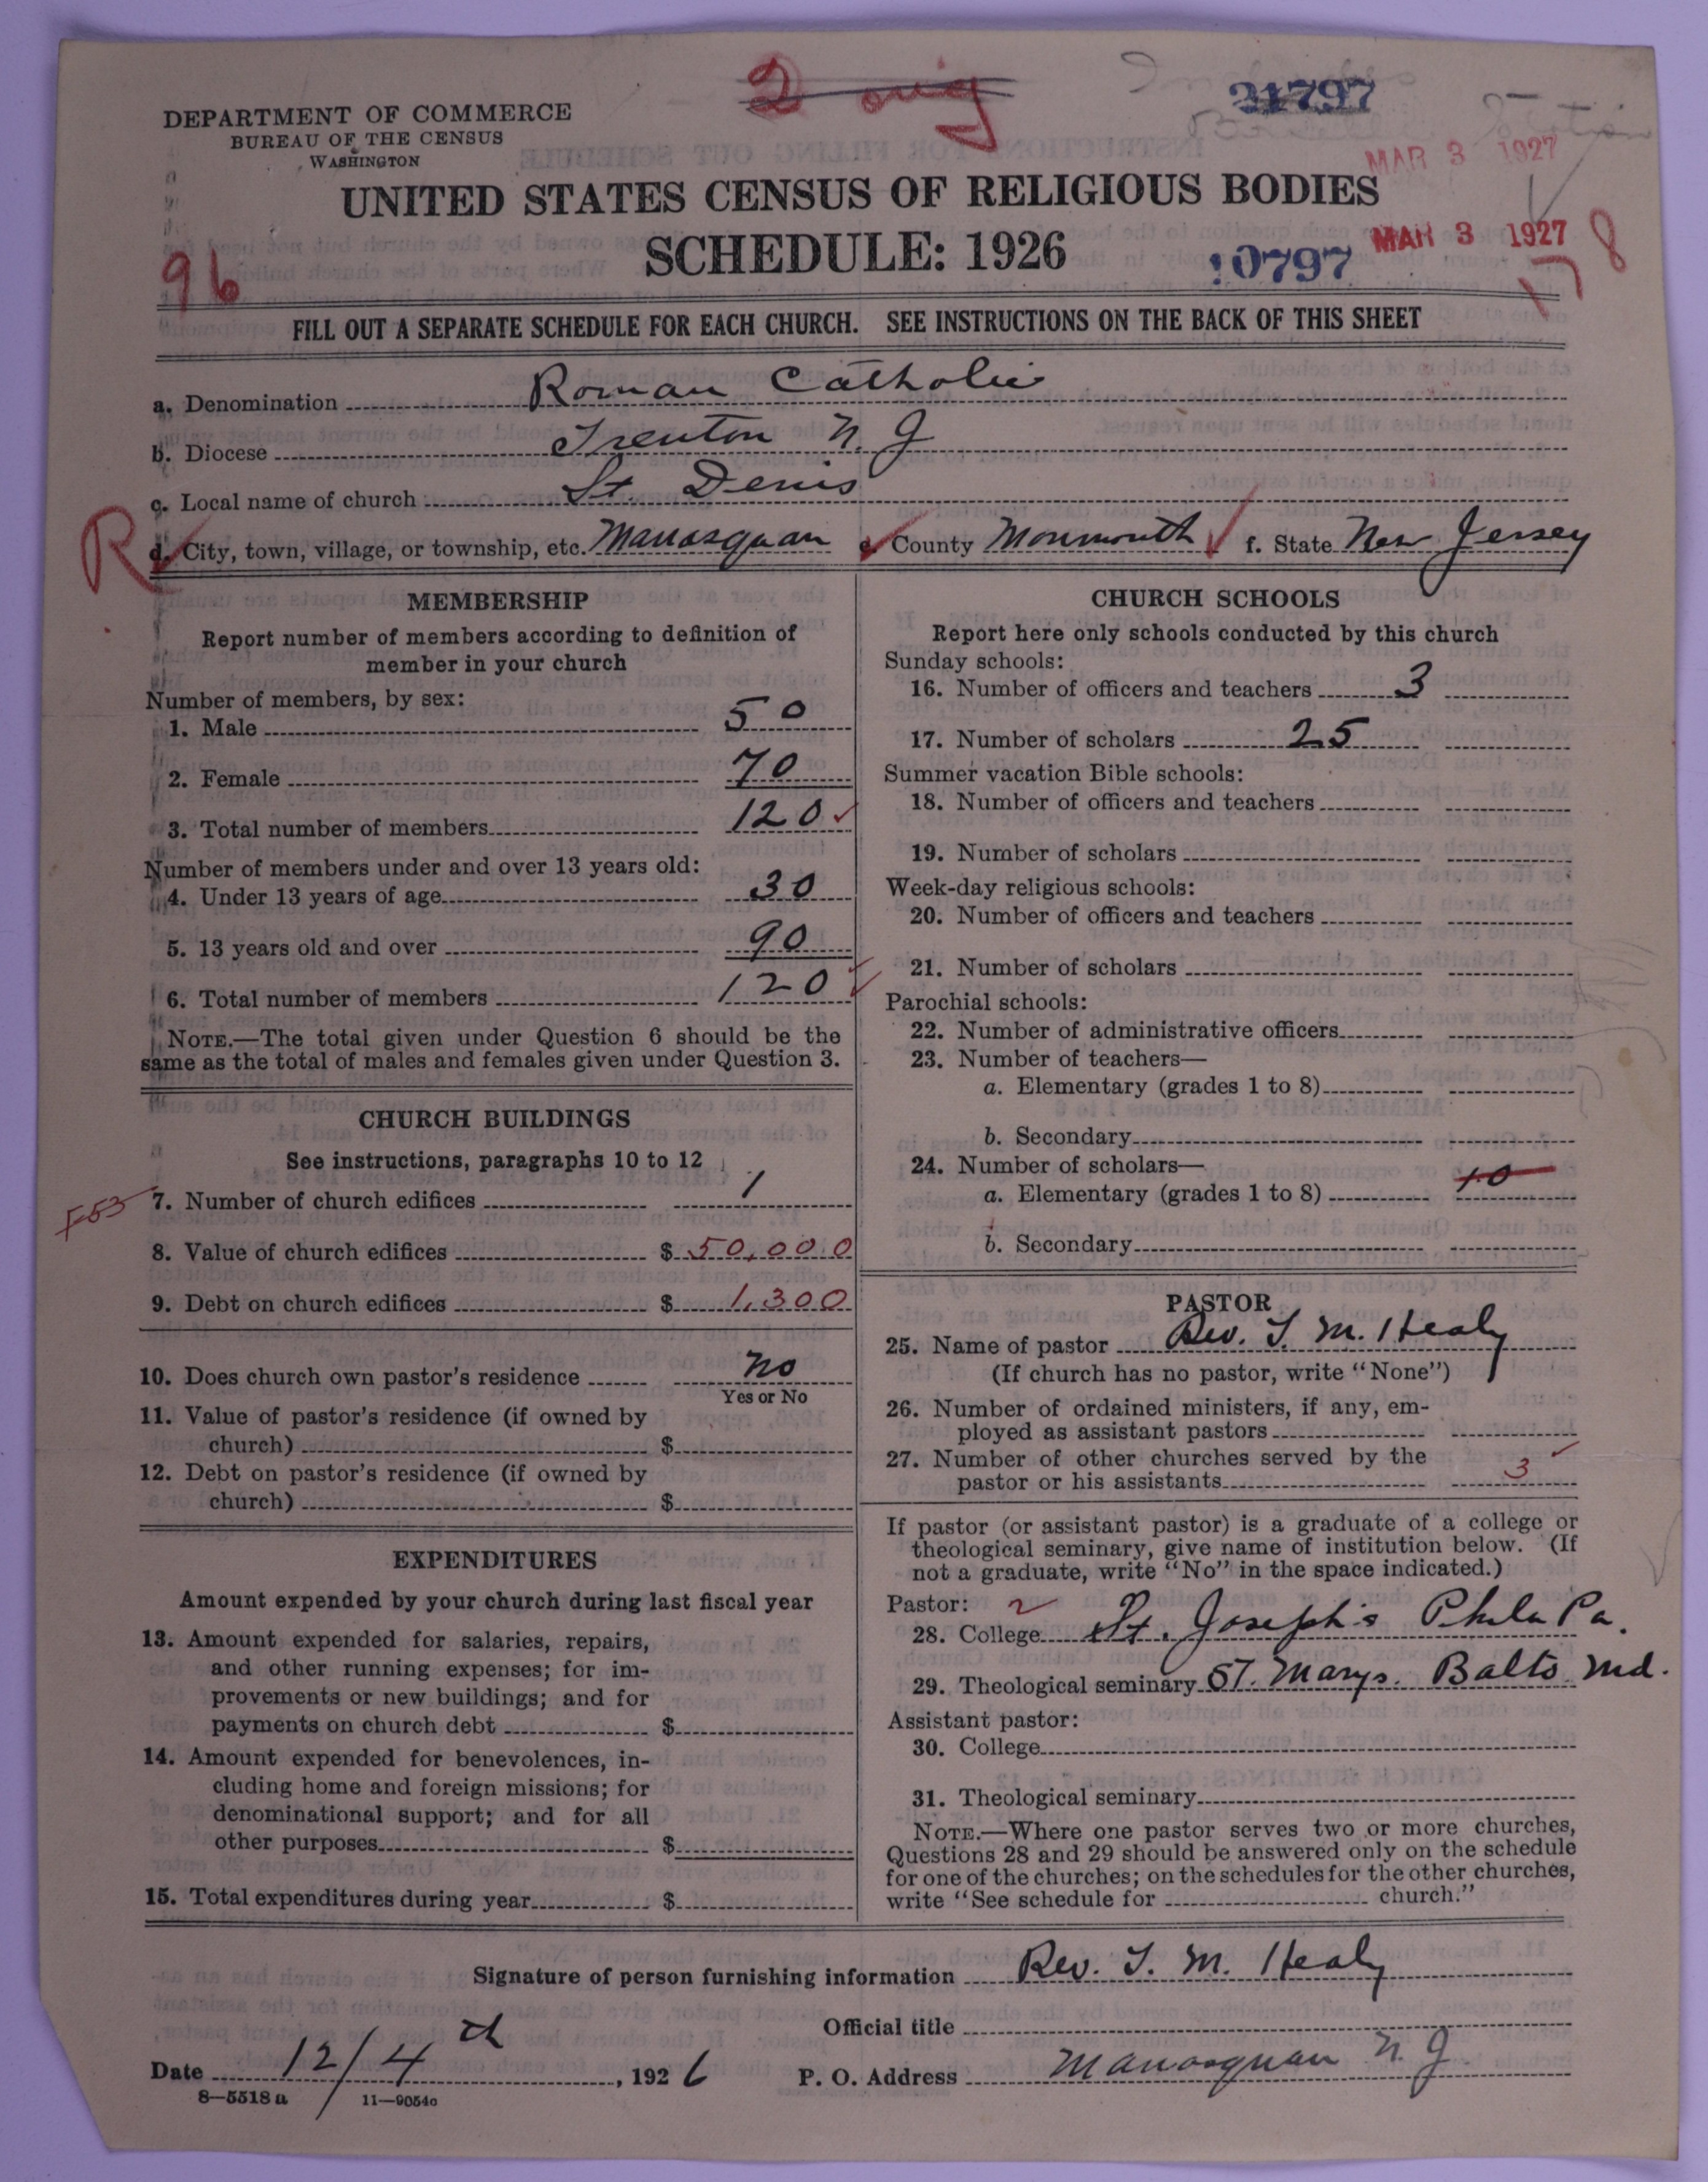 2 orig
21797
DEPARTMENT OF COMMERCE
BUREAU OF THE CENSUS
WASHINGTON
MAR 3 1927
UNITED STATES CENSUS OF RELIGIOUS BODIES
SCHEDULE: 1926
MAR 3 1927
96
10797
178
FILL OUT A SEPARATE SCHEDULE FOR EACH CHURCH. SEE INSTRUCTIONS ON THE BACK OF THIS SHEET
a. Denomination Roman Catholic
b. Diocese Trenton N. J
c. Local name of church St. Denis
R
d. City, town, village, or township, etc. Manasquan e. County Monmouth f. State New Jersey
MEMBERSHIP
Report number of members according to definition of
member in your church
Number of members, by sex:
1. Male 50
2. Female 70
3. Total number of members 120
Number of members under and over 13 years old:
4. Under 13 years of age 30
5. 13 years old and over 90
6. Total number of members 120
NOTE.—The total given under Question 6 should be the
same as the total of males and females given under Question 3.
CHURCH BUILDINGS
See instructions, paragraphs 10 to 12
7. Number of church edifices 1
8. Value of church edifices $ 50,000
9. Debt on church edifices $ 1,300
10. Does church own pastor's residence No
Yes or No
11. Value of pastor's residence (if owned by
church) $
12. Debt on pastor's residence (if owned by
church) $
EXPENDITURES
Amount expended by your church during last fiscal year
13. Amount expended for salaries, repairs,
and other running expenses; for im-
provements or new buildings; and for
payments on church debt $
14. Amount expended for benevolences, in-
cluding home and foreign missions; for
denominational support; and for all
other purposes $
15. Total expenditures during year $
CHURCH SCHOOLS
Report here only schools conducted by this church
Sunday schools:
16. Number of officers and teachers 3
17. Number of scholars 25
Summer vacation Bible schools:
18. Number of officers and teachers
19. Number of scholars
Week-day religious schools:
20. Number of officers and teachers
21. Number of scholars
Parochial schools:
22. Number of administrative officers
23. Number of teachers—
a. Elementary (grades 1 to 8)
b. Secondary
24. Number of scholars—
a. Elementary (grades 1 to 8) 10
b. Secondary
PASTOR
25. Name of pastor Rev. T. M. Healy
(If church has no pastor, write "None")
26. Number of ordained ministers, if any, em-
ployed as assistant pastors
27. Number of other churches served by the
pastor or his assistants 3
If pastor (or assistant pastor) is a graduate of a college or
theological seminary, give name of institution below. (If
not a graduate, write "No" in the space indicated.)
Pastor: 2
28. College St. Joseph's Phila Pa.
29. Theological seminary St. Marys. Balto Md.
Assistant pastor:
30. College
31. Theological seminary
NOTE.—Where one pastor serves two or more churches,
Questions 28 and 29 should be answered only on the schedule
for one of the churches; on the schedules for the other churches,
write "See schedule for church."
Signature of person furnishing information Rev. T. M. Healy
Official title
Date 12/4th, 1926 P. O. Address Manasquan N. J.
8—5518 a 11—9054